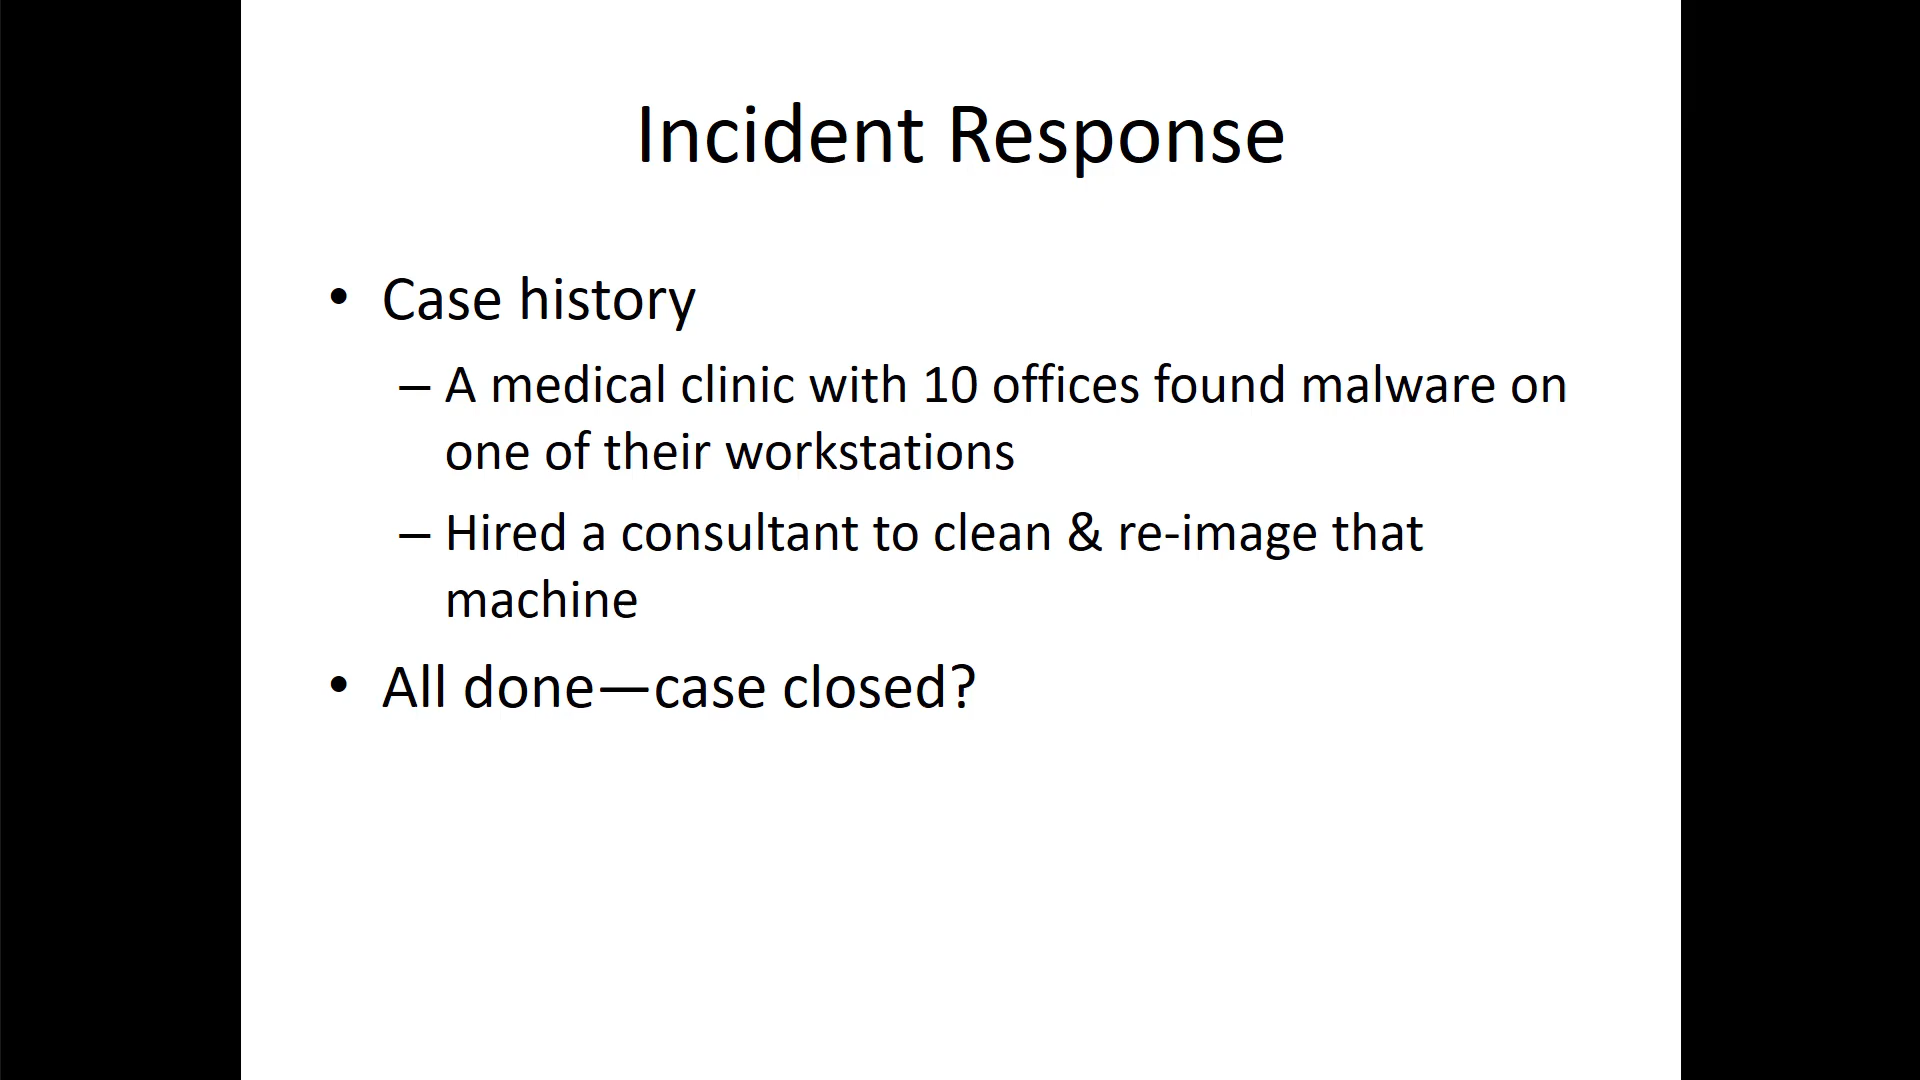 Incident Response
• Case history
– A medical clinic with 10 offices found malware on
one of their workstations
– Hired a consultant to clean & re-image that
machine
• All done—case closed?